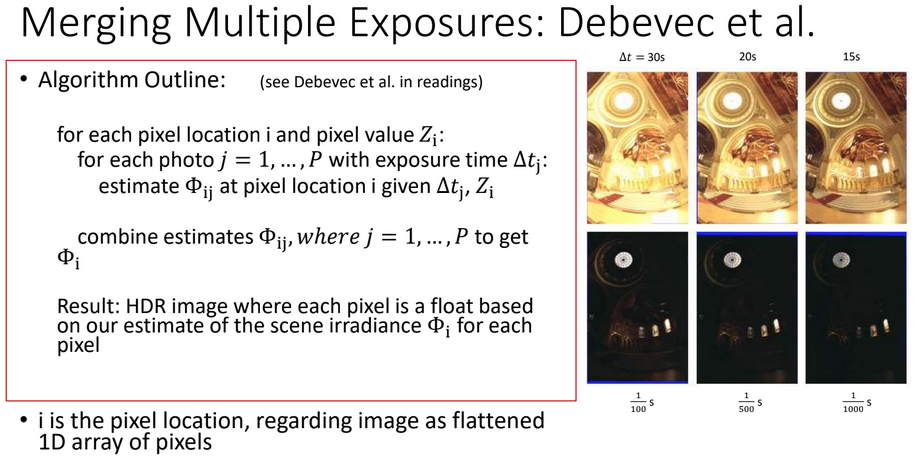 Merging Multiple Exposures: Debevec et al.
• Algorithm Outline: (see Debevec et al. in readings)
for each pixel location i and pixel value Zᵢ:
for each photo j = 1, … , P with exposure time Δtⱼ:
estimate Φᵢⱼ at pixel location i given Δtⱼ, Zᵢ
combine estimates Φᵢⱼ, where j = 1, … , P to get
Φᵢ
Result: HDR image where each pixel is a float based
on our estimate of the scene irradiance Φᵢ for each
pixel
• i is the pixel location, regarding image as flattened
1D array of pixels
Δt = 30s
20s
15s
1/100 s
1/500 s
1/1000 s